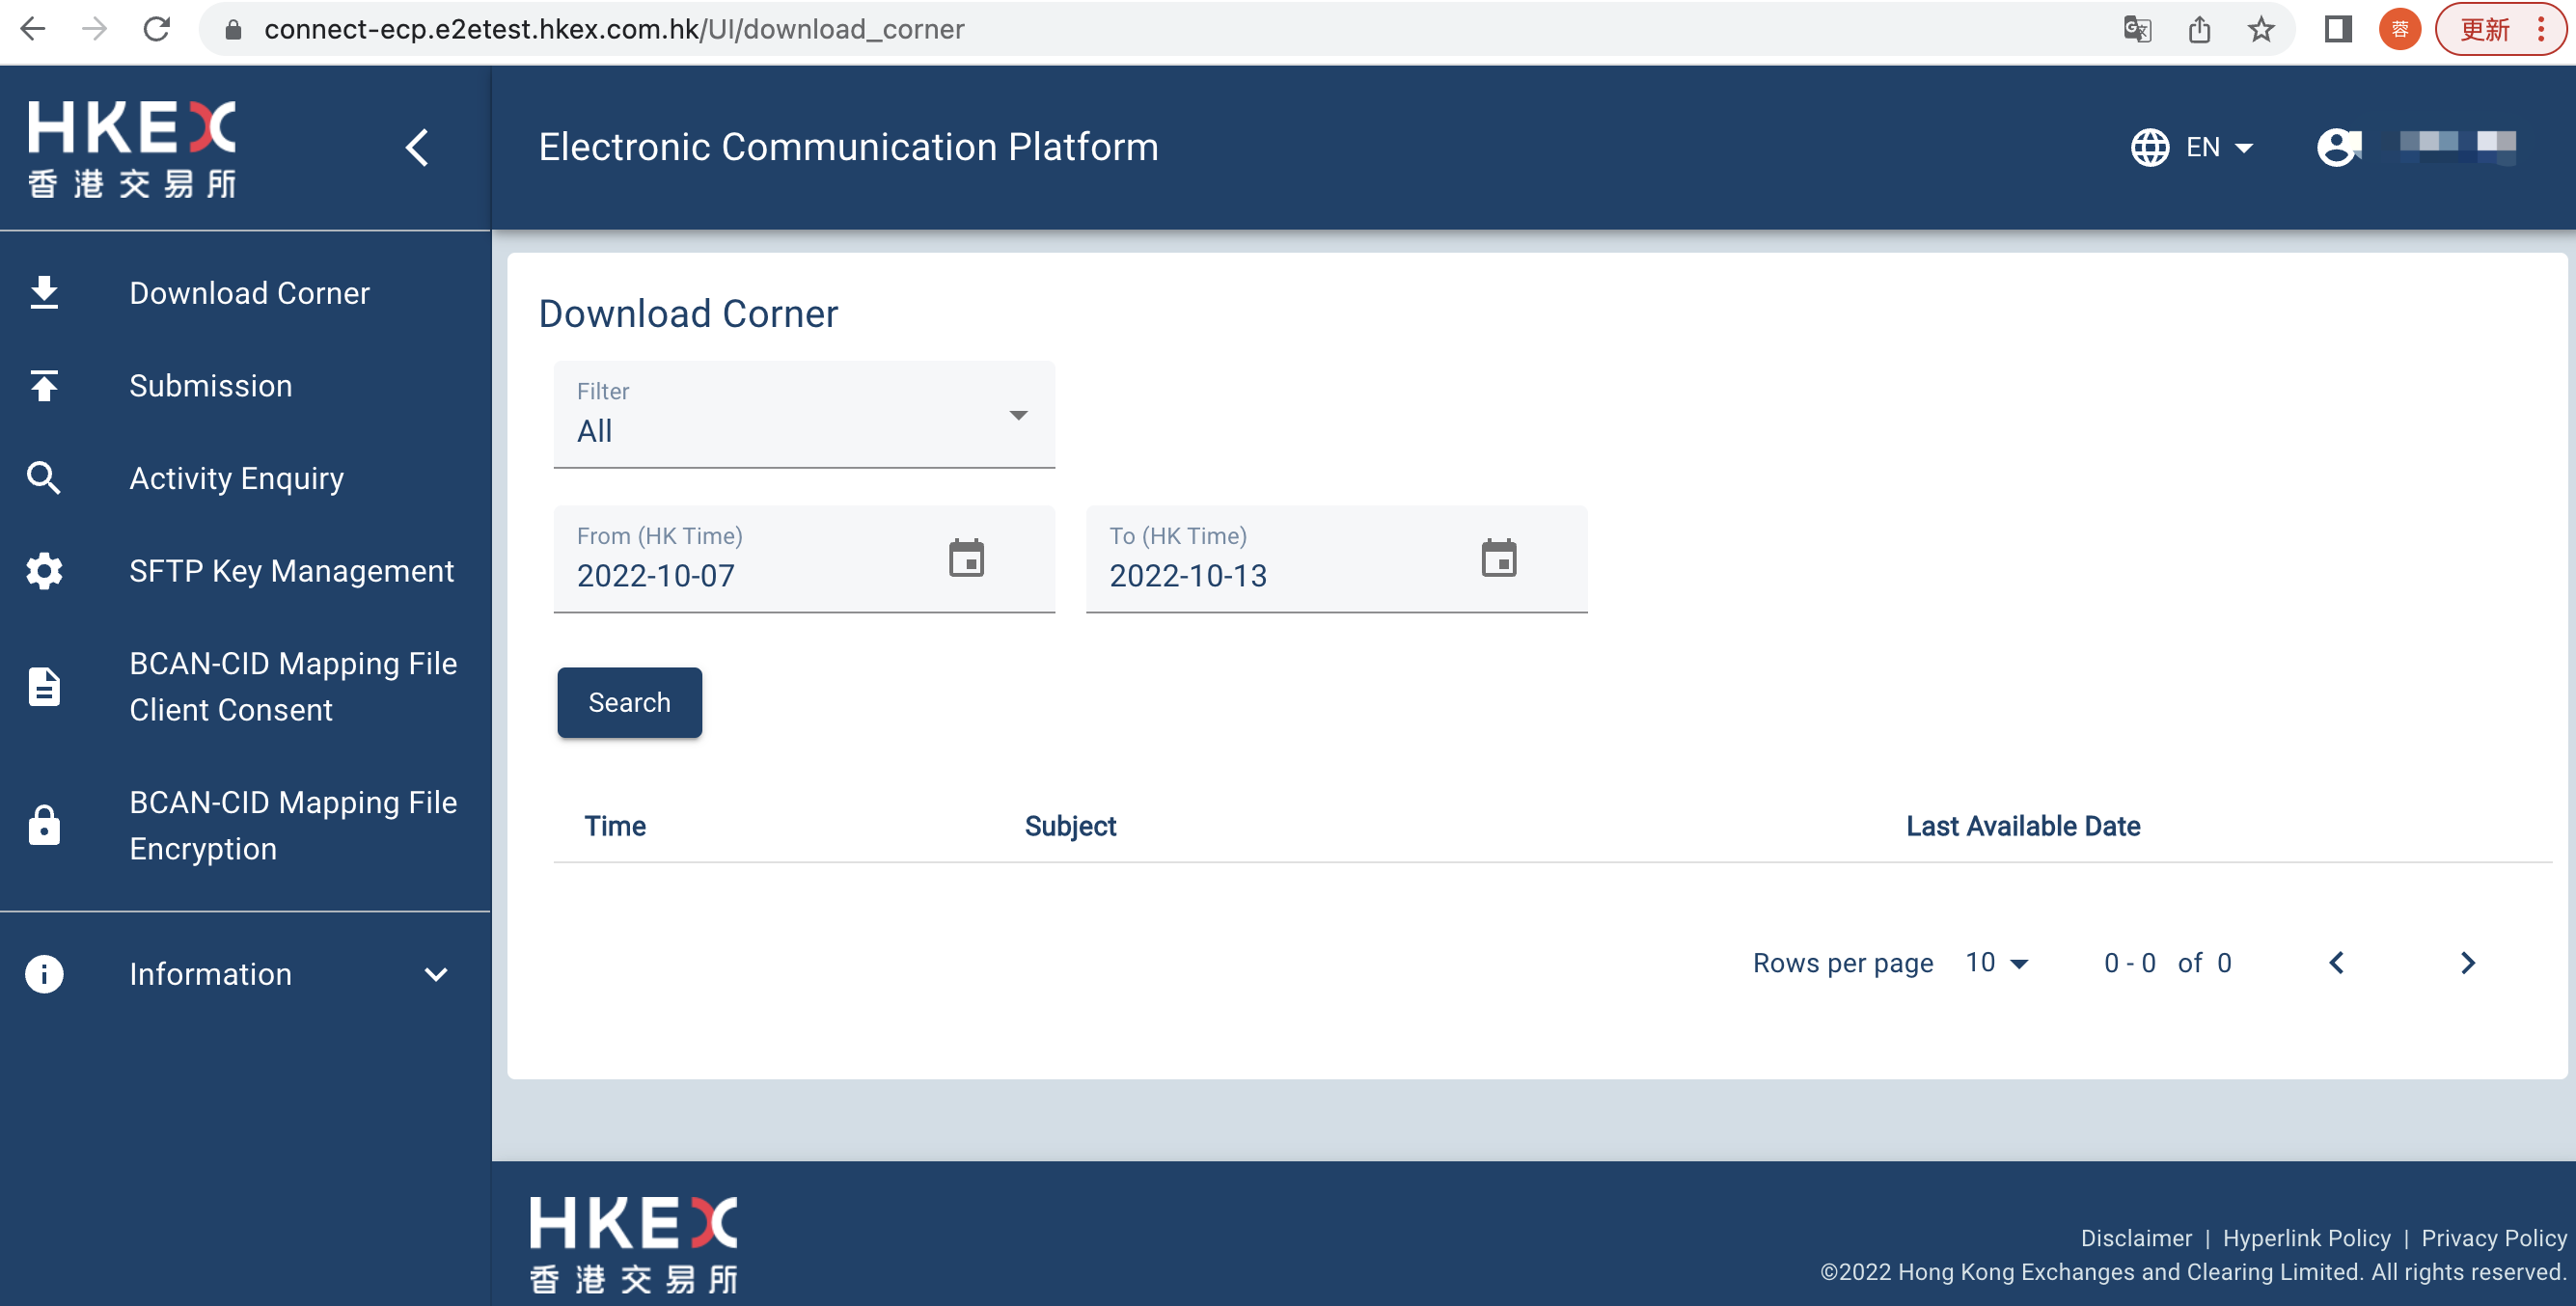 connect-ecp.e2etest.hkex.com.hk/UI/download_corner
蓉
更新
HKEX
香港交易所
Electronic Communication Platform
EN
Download Corner
Submission
Activity Enquiry
SFTP Key Management
BCAN-CID Mapping File
Client Consent
BCAN-CID Mapping File
Encryption
Information
Download Corner
Filter
All
From (HK Time)
2022-10-07
To (HK Time)
2022-10-13
Search
Time Subject Last Available Date
Rows per page 10 0 - 0 of 0
HKEX
香港交易所
Disclaimer | Hyperlink Policy | Privacy Policy
©2022 Hong Kong Exchanges and Clearing Limited. All rights reserved.